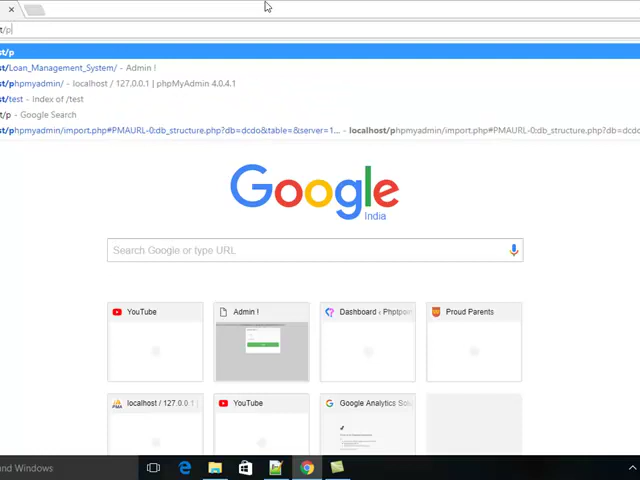 t/p
st/p
st/Loan_Management_System/ - Admin !
st/phpmyadmin/ - localhost / 127.0.0.1 | phpMyAdmin 4.0.4.1
st/test - Index of /test
t/p - Google Search
st/phpmyadmin/import.php#PMAURL-0:db_structure.php?db=dcdo&table=&server=1... - localhost/phpmyadmin/import.php#PMAURL-0:db_structure.php?db=dcdo
Google
India
Search Google or type URL
YouTube
Admin !
Dashboard ‹ Phptpoin
Proud Parents
localhost / 127.0.0.1 |
YouTube
Google Analytics Solu
und Windows